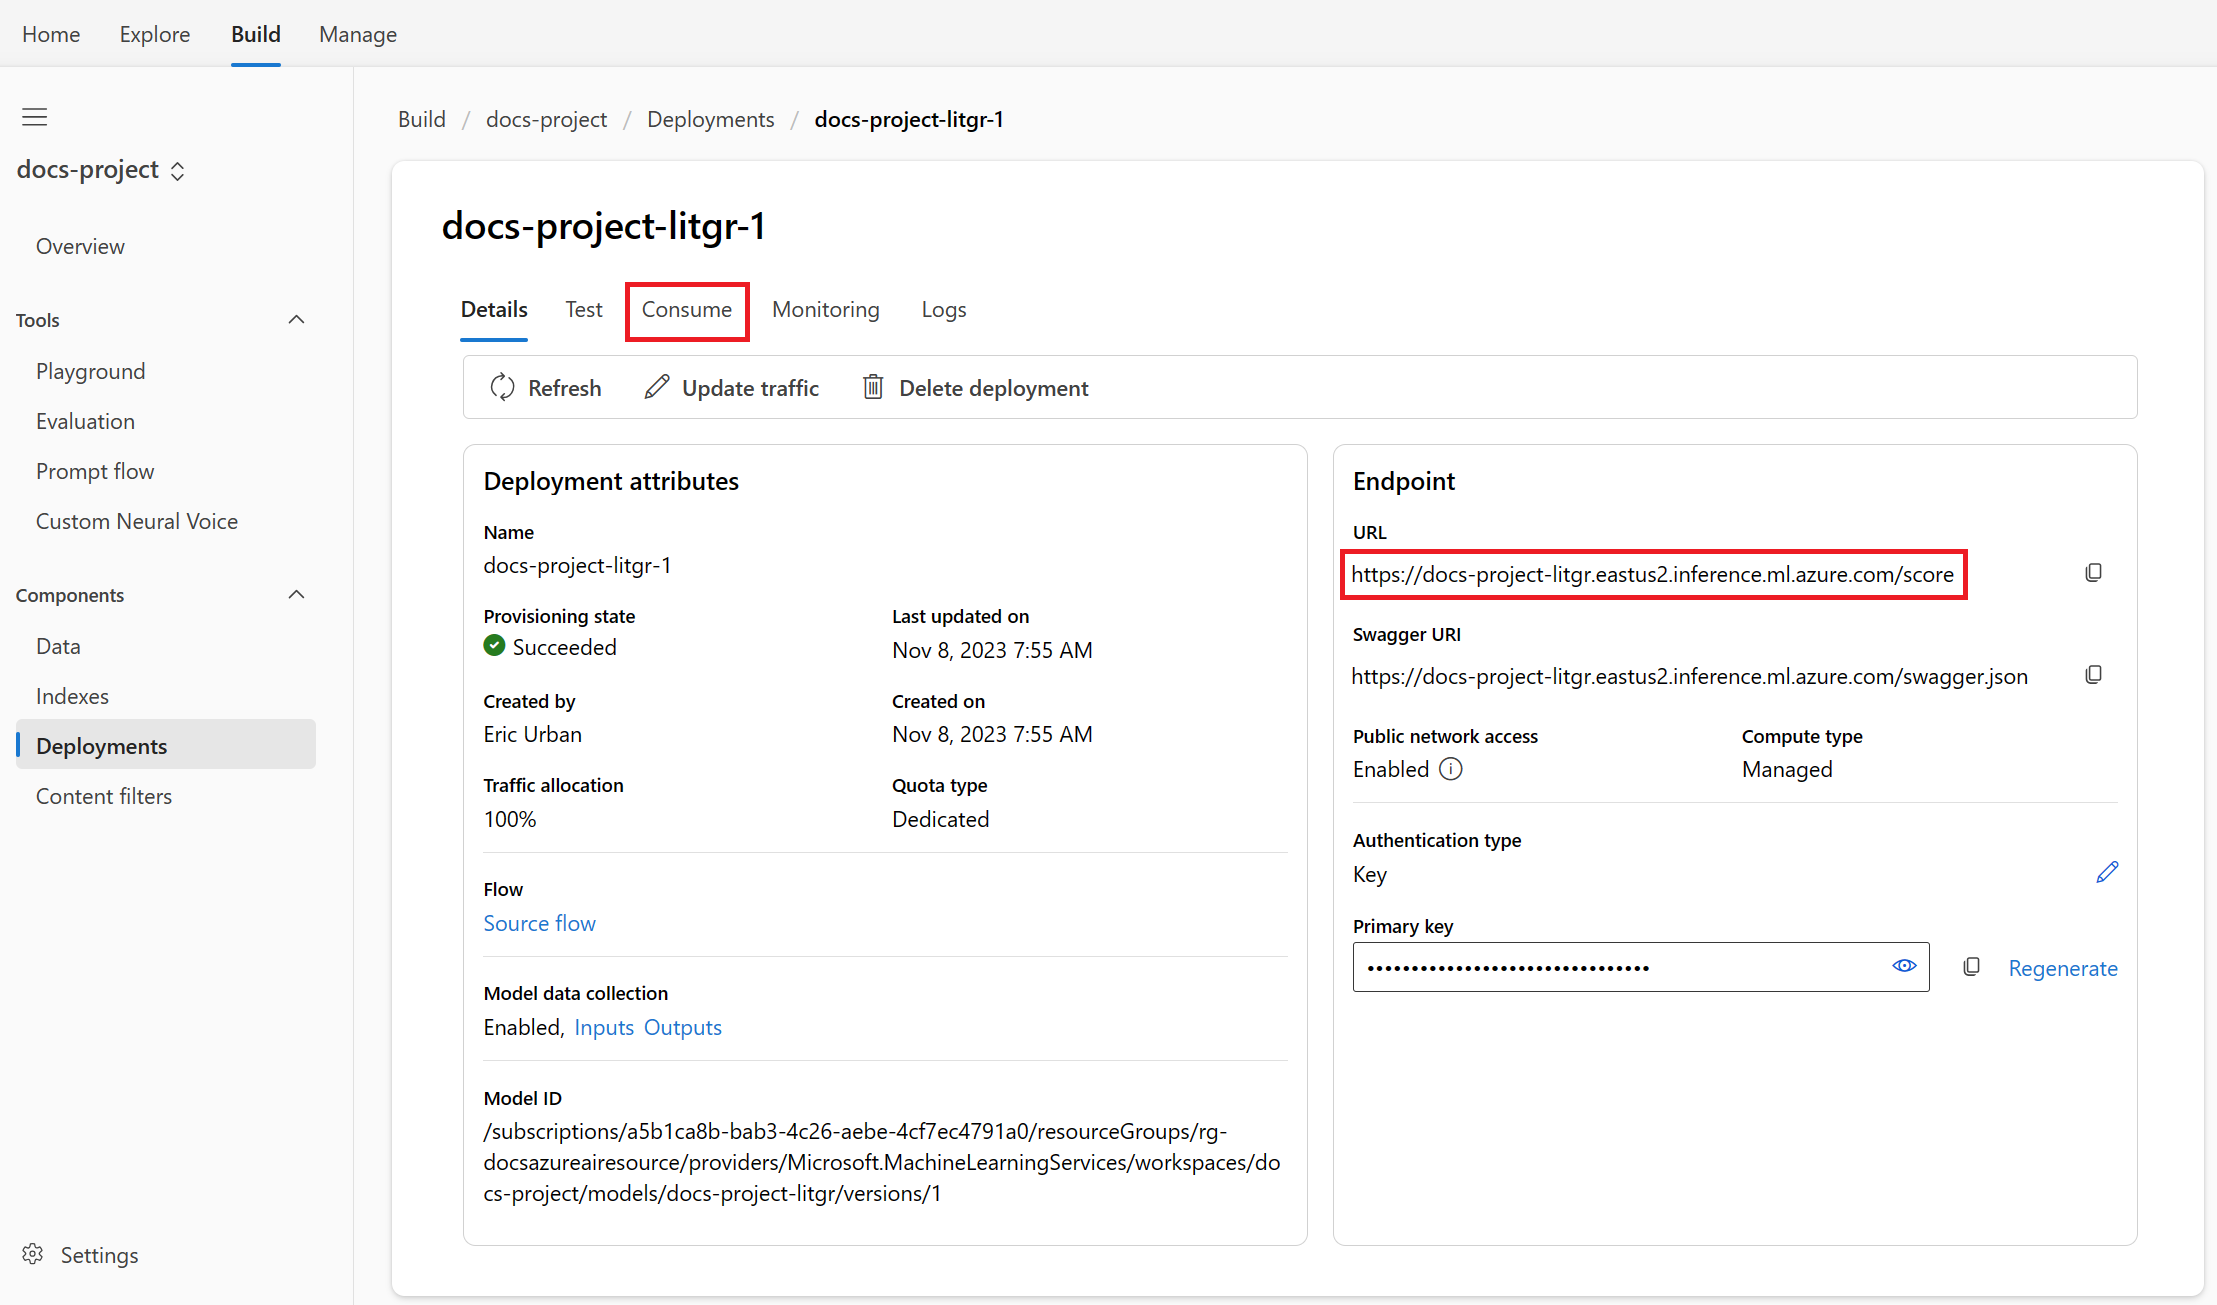 Home Explore Build Manage
docs-project
Overview
Tools
Playground
Evaluation
Prompt flow
Custom Neural Voice
Components
Data
Indexes
Deployments
Content filters
Settings
Build / docs-project / Deployments / docs-project-litgr-1
docs-project-litgr-1
Details Test Consume Monitoring Logs
Refresh Update traffic Delete deployment
Deployment attributes
Name
docs-project-litgr-1
Provisioning state Last updated on
Succeeded Nov 8, 2023 7:55 AM
Created by Created on
Eric Urban Nov 8, 2023 7:55 AM
Traffic allocation Quota type
100% Dedicated
Flow
Source flow
Model data collection
Enabled, Inputs Outputs
Model ID
/subscriptions/a5b1ca8b-bab3-4c26-aebe-4cf7ec4791a0/resourceGroups/rg-
docsazureairesource/providers/Microsoft.MachineLearningServices/workspaces/do
cs-project/models/docs-project-litgr/versions/1
Endpoint
URL
https://docs-project-litgr.eastus2.inference.ml.azure.com/score
Swagger URI
https://docs-project-litgr.eastus2.inference.ml.azure.com/swagger.json
Public network access Compute type
Enabled Managed
Authentication type
Key
Primary key
•••••••••••••••••••••••••••••••• Regenerate